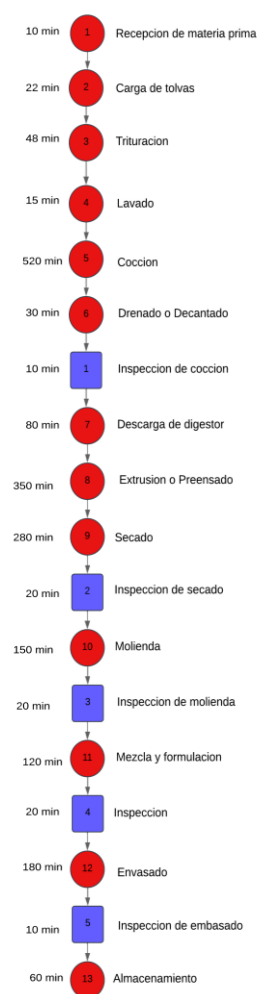 10 min 1 Recepcion de materia prima
22 min 2 Carga de tolvas
48 min 3 Trituracion
15 min 4 Lavado
520 min 5 Coccion
30 min 6 Drenado o Decantado
10 min 1 Inspeccion de coccion
80 min 7 Descarga de digestor
350 min 8 Extrusion o Preensado
280 min 9 Secado
20 min 2 Inspeccion de secado
150 min 10 Molienda
20 min 3 Inspeccion de molienda
120 min 11 Mezcla y formulacion
20 min 4 Inspeccion
180 min 12 Envasado
10 min 5 Inspeccion de embasado
60 min 13 Almacenamiento